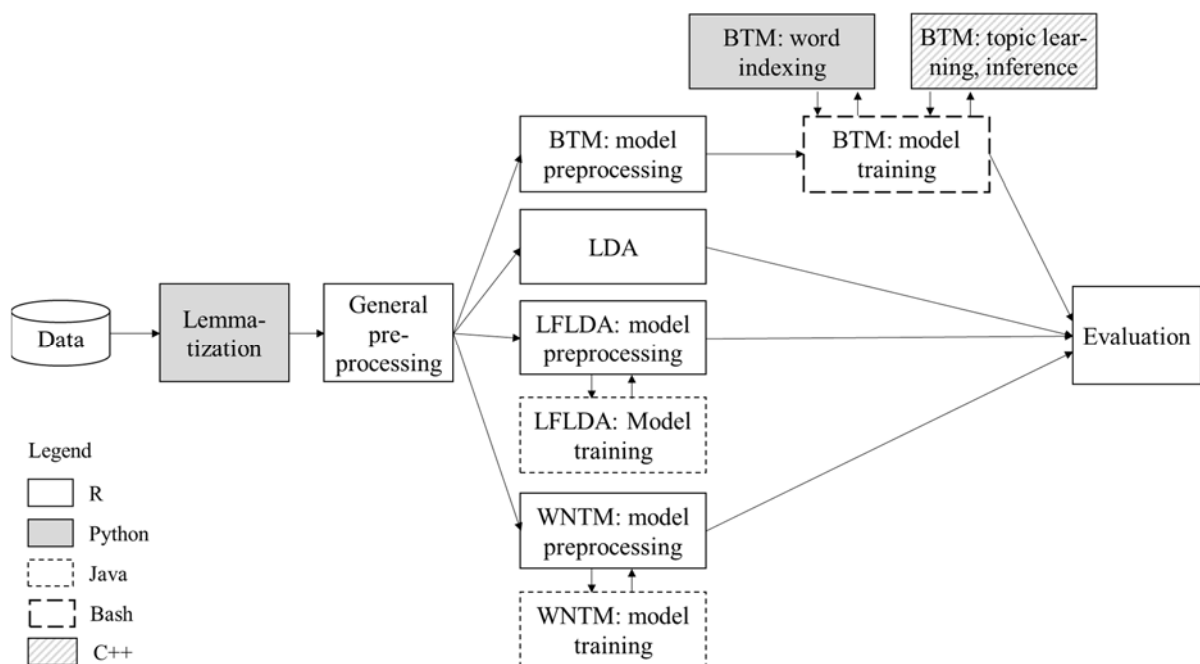 BTM: word
indexing
BTM: topic lear-
ning, inference
BTM: model
preprocessing
BTM: model
training
LDA
Data
Lemma-
tization
General
pre-
processing
LFLDA: model
preprocessing
Evaluation
LFLDA: Model
training
WNTM: model
preprocessing
WNTM: model
training
Legend
R
Python
Java
Bash
C++